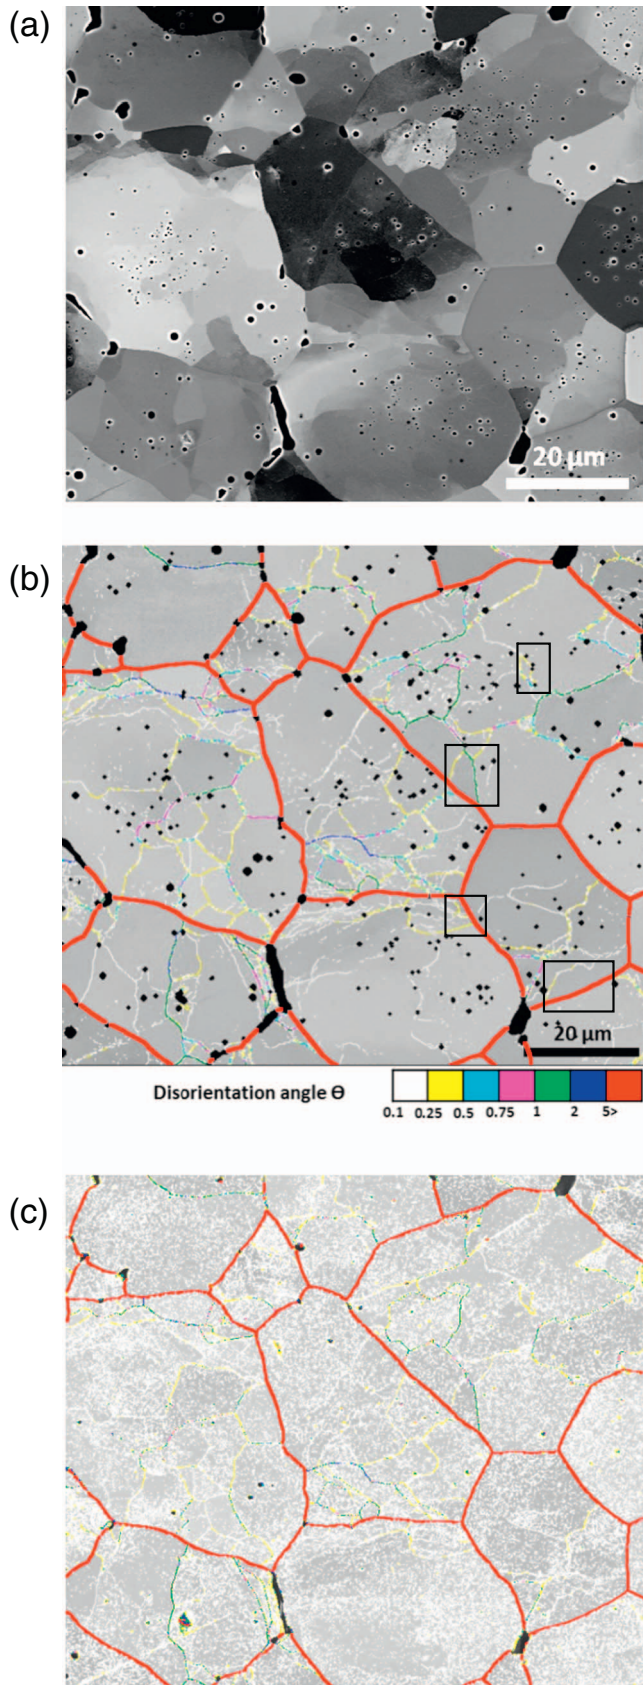 (a)
20 µm
(b)
20 µm
Disorientation angle Θ
0.1 0.25 0.5 0.75 1 2 5>
(c)